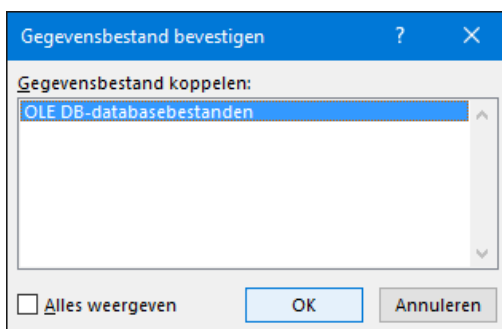 Gegevensbestand bevestigen ?
Gegevensbestand koppelen:
OLE DB-databasebestanden
Alles weergeven OK Annuleren